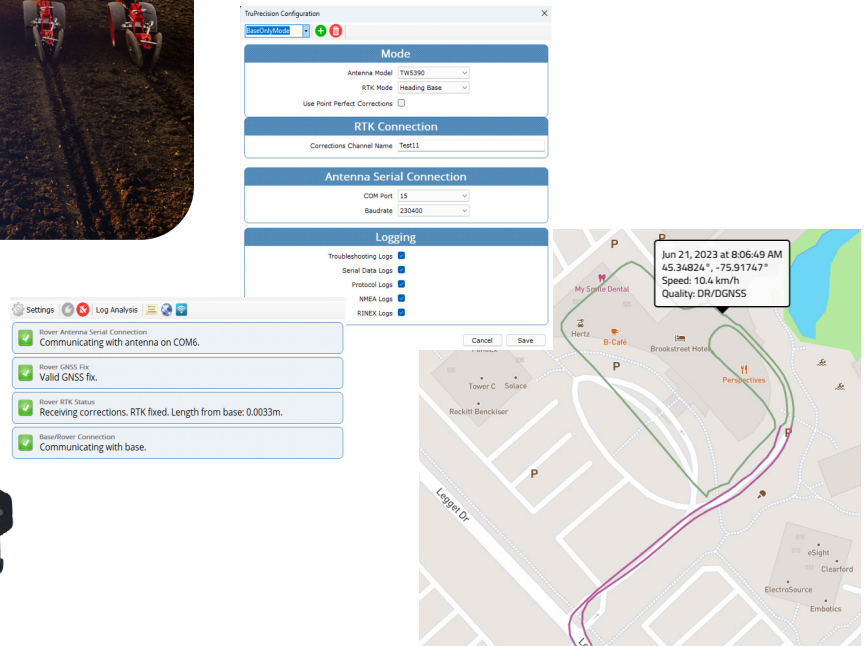 TruPrecision Configuration
BaseOnlyMode
Mode
Antenna Model TW5390
RTK Mode Heading Base
Use Point Perfect Corrections
RTK Connection
Corrections Channel Name Test11
Antenna Serial Connection
COM Port 15
Baudrate 230400
Logging
Troubleshooting Logs
Serial Data Logs
Protocol Logs
NMEA Logs
RINEX Logs
Cancel Save
Settings Log Analysis
Rover Antenna Serial Connection
Communicating with antenna on COM6.
Rover GNSS Fix
Valid GNSS fix.
Rover RTK Status
Receiving corrections. RTK fixed. Length from base: 0.0033m.
Base/Rover Connection
Communicating with base.
P
P
Jun 21, 2023 at 8:06:49 AM
45.34824°, -75.91747°
Speed: 10.4 km/h
Quality: DR/DGNSS
My Smile Dental
Hertz
B-Café
Brookstreet Hotel
P
Perspectives
Tower C
Solace
Reckitt Benckiser
P
P
Legget Dr
eSight
Clearford
ElectroSource
Embotics